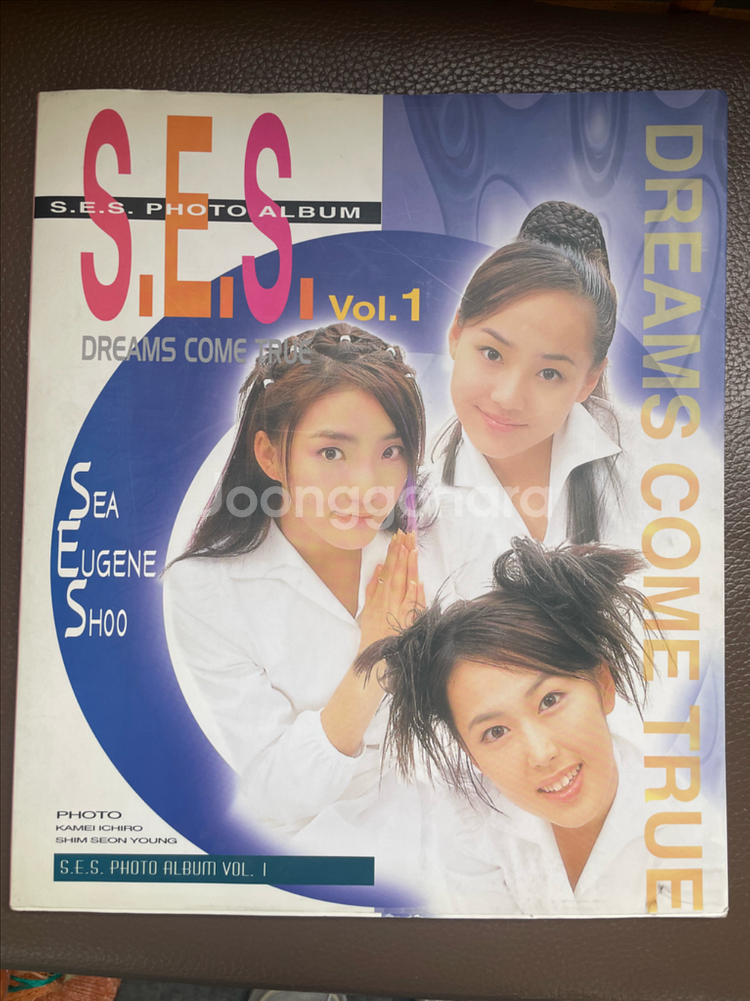 S.E.S.
S.E.S. PHOTO ALBUM
Vol.1
DREAMS COME TRUE
DREAMS COME TRUE
SEA
EUGENE
SHOO
Joonggonara
PHOTO
KAMEI ICHIRO
SHIM SEON YOUNG
S.E.S. PHOTO ALBUM VOL. 1